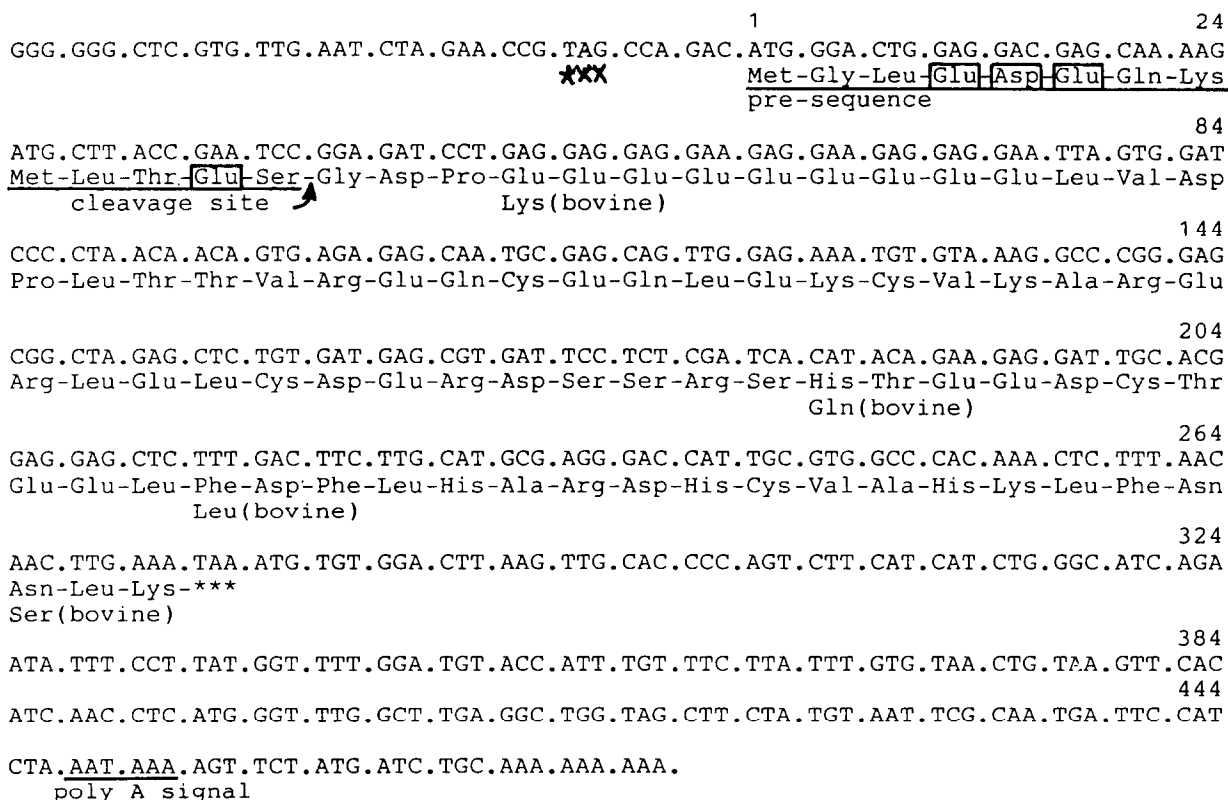 1 24
GGG.GGG.CTC.GTG.TTG.AAT.CTA.GAA.CCG.TAG.CCA.GAC.ATG.GGA.CTG.GAG.GAC.GAG.CAA.AAG
*** Met-Gly-Leu-Glu-Asp-Glu-Gln-Lys
pre-sequence
84
ATG.CTT.ACC.GAA.TCC.GGA.GAT.CCT.GAG.GAG.GAG.GAA.GAG.GAA.GAG.GAG.GAA.TTA.GTG.GAT
Met-Leu-Thr-Glu-Ser-Gly-Asp-Pro-Glu-Glu-Glu-Glu-Glu-Glu-Glu-Glu-Glu-Leu-Val-Asp
cleavage site Lys(bovine)
144
CCC.CTA.ACA.ACA.GTG.AGA.GAG.CAA.TGC.GAG.CAG.TTG.GAG.AAA.TGT.GTA.AAG.GCC.CGG.GAG
Pro-Leu-Thr-Thr-Val-Arg-Glu-Gln-Cys-Glu-Gln-Leu-Glu-Lys-Cys-Val-Lys-Ala-Arg-Glu
204
CGG.CTA.GAG.CTC.TGT.GAT.GAG.CGT.GAT.TCC.TCT.CGA.TCA.CAT.ACA.GAA.GAG.GAT.TGC.ACG
Arg-Leu-Glu-Leu-Cys-Asp-Glu-Arg-Asp-Ser-Ser-Arg-Ser-His-Thr-Glu-Glu-Asp-Cys-Thr
Gln(bovine)
264
GAG.GAG.CTC.TTT.GAC.TTC.TTG.CAT.GCG.AGG.GAC.CAT.TGC.GTG.GCC.CAC.AAA.CTC.TTT.AAC
Glu-Glu-Leu-Phe-Asp-Phe-Leu-His-Ala-Arg-Asp-His-Cys-Val-Ala-His-Lys-Leu-Phe-Asn
Leu(bovine)
324
AAC.TTG.AAA.TAA.ATG.TGT.GGA.CTT.AAG.TTG.CAC.CCC.AGT.CTT.CAT.CAT.CTG.GGC.ATC.AGA
Asn-Leu-Lys-***
Ser(bovine)
384
ATA.TTT.CCT.TAT.GGT.TTT.GGA.TGT.ACC.ATT.TGT.TTC.TTA.TTT.GTG.TAA.CTG.TAA.GTT.CAC
444
ATC.AAC.CTC.ATG.GGT.TTG.GCT.TGA.GGC.TGG.TAG.CTT.CTA.TGT.AAT.TCG.CAA.TGA.TTC.CAT
CTA.AAT.AAA.AGT.TCT.ATG.ATC.TGC.AAA.AAA.AAA.
poly A signal